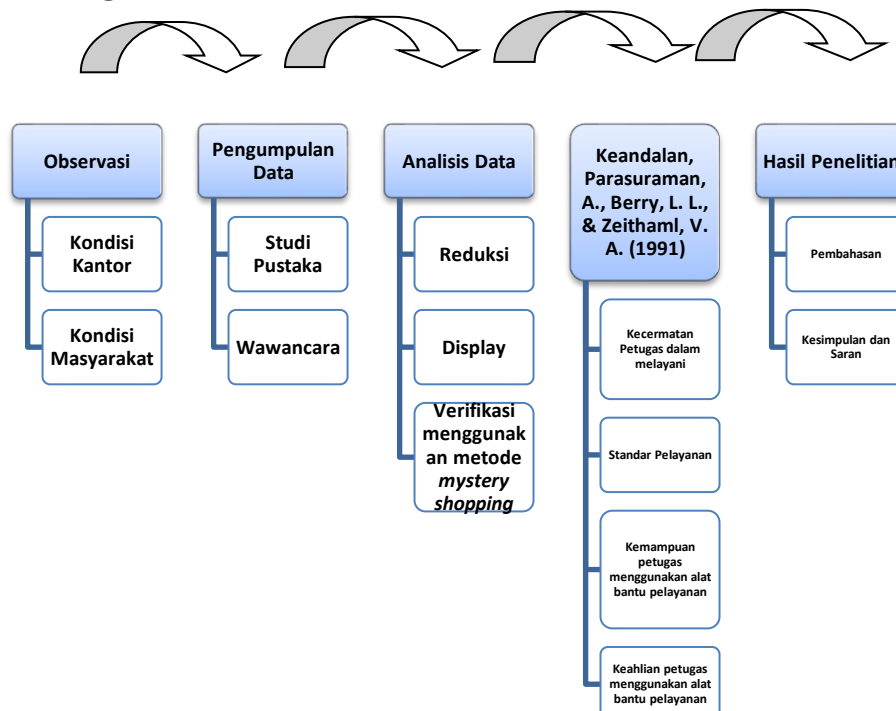 Observasi
Kondisi
Kantor
Kondisi
Masyarakat
Pengumpulan
Data
Studi
Pustaka
Wawancara
Analisis Data
Reduksi
Display
Verifikasi
menggunak
an metode
mystery
shopping
Keandalan,
Parasuraman,
A., Berry, L. L.,
& Zeithaml, V.
A. (1991)
Kecermatan
Petugas dalam
melayani
Standar Pelayanan
Kemampuan
petugas
menggunakan alat
bantu pelayanan
Keahlian petugas
menggunakan alat
bantu pelayanan
Hasil Penelitian
Pembahasan
Kesimpulan dan
Saran